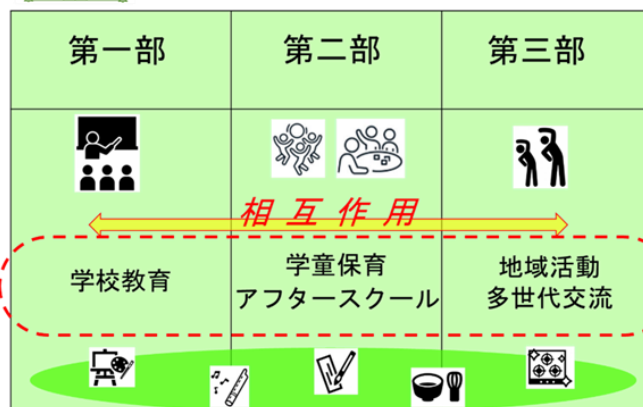 第一部
第二部
第三部
相互作用
学校教育
学童保育
アフタースクール
地域活動
多世代交流